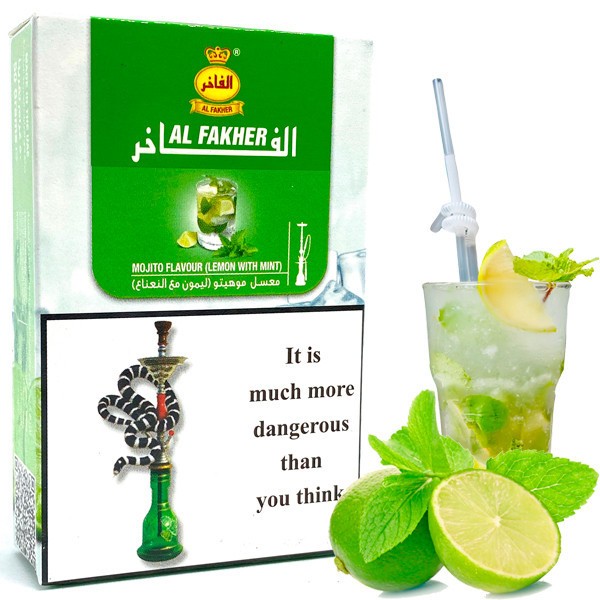 ®
الفاخر
AL FAKHER
AL FAKHER
الفاخر
MOJITO FLAVOUR (LEMON WITH MINT)
معسل موهيتو (ليمون مع النعناع)
It is
much more
dangerous
than
you think.